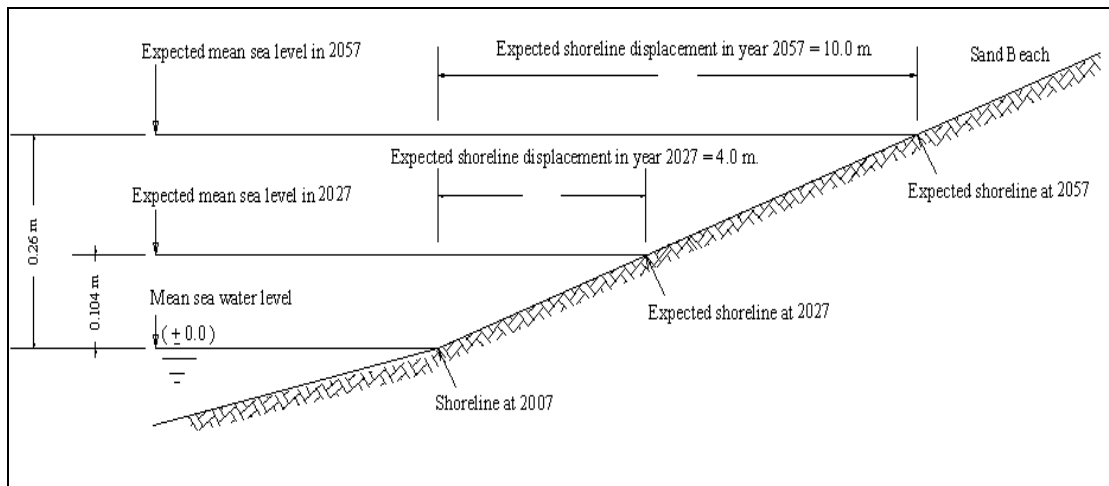 Expected mean sea level in 2057
Expected shoreline displacement in year 2057 = 10.0 m.
Sand Beach
Expected shoreline displacement in year 2027 = 4.0 m.
Expected mean sea level in 2027
Expected shoreline at 2057
0.26 m
0.104 m
Mean sea water level
(±0.0)
Expected shoreline at 2027
Shoreline at 2007